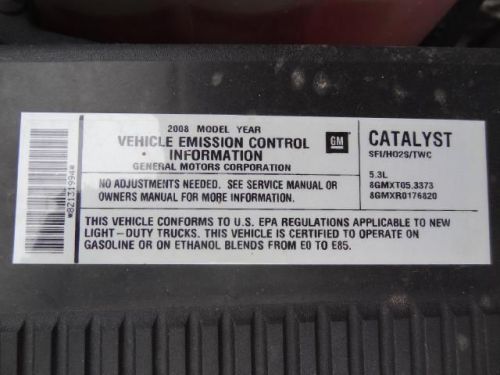 2008 MODEL YEAR
VEHICLE EMISSION CONTROL
INFORMATION
GENERAL MOTORS CORPORATION
GM
NO ADJUSTMENTS NEEDED. SEE SERVICE MANUAL OR
OWNERS MANUAL FOR MORE INFORMATION.
CATALYST
SFI/HO2S/TWC
5.3L
8GMXT05.3373
8GMXR0176820
THIS VEHICLE CONFORMS TO U.S. EPA REGULATIONS APPLICABLE TO NEW
LIGHT-DUTY TRUCKS. THIS VEHICLE IS CERTIFIED TO OPERATE ON
GASOLINE OR ON ETHANOL BLENDS FROM E0 TO E85.
*82131994*